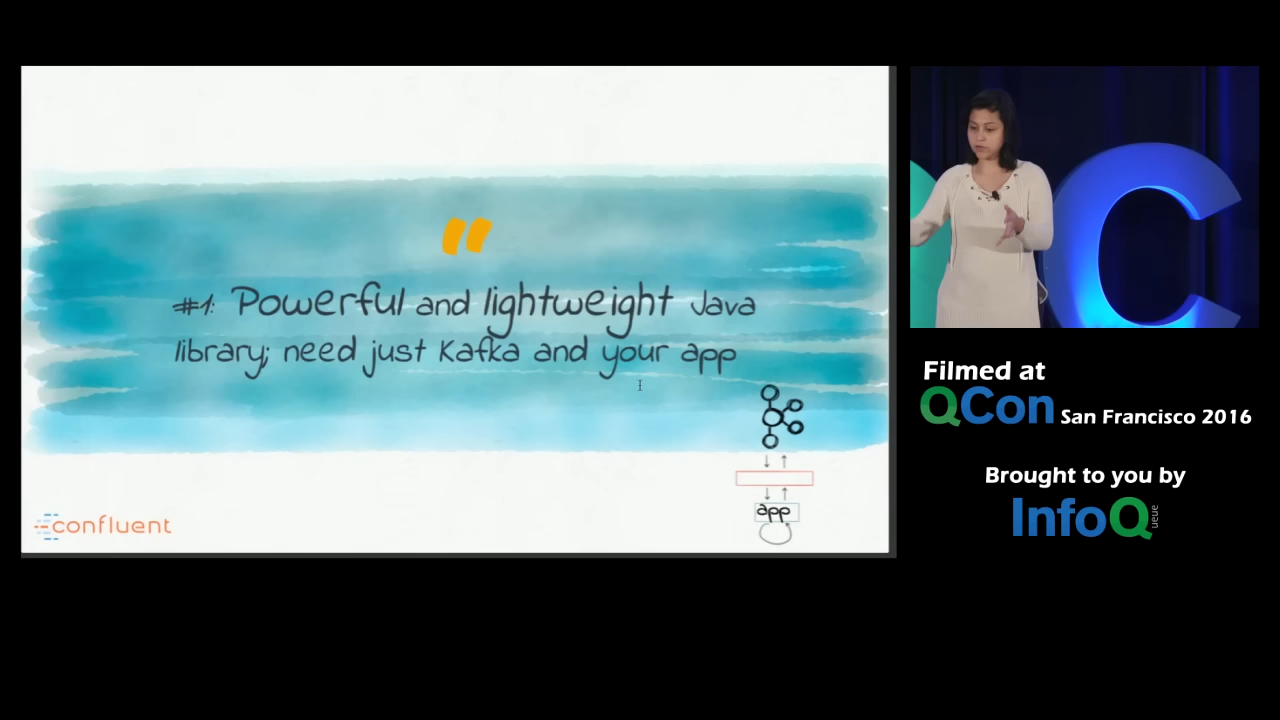 “
#1: Powerful and lightweight Java
library; need just Kafka and your app
app
confluent
C
Filmed at
QCon San Francisco 2016
Brought to you by
InfoQueue